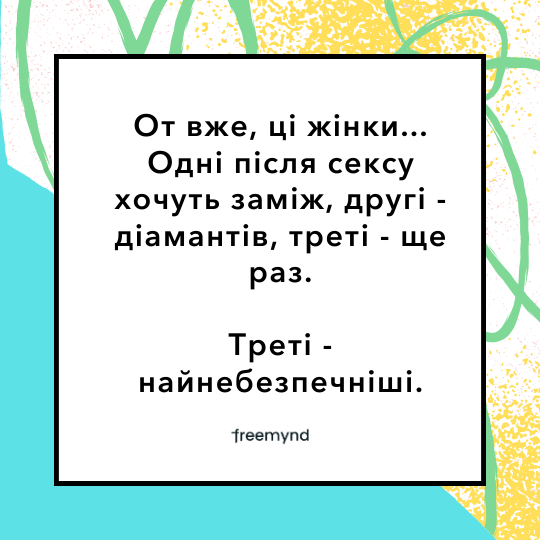 От вже, ці жінки...
Одні після сексу
хочуть заміж, другі -
діамантів, треті - ще
раз.
Треті -
найнебезпечніші.
freemynd